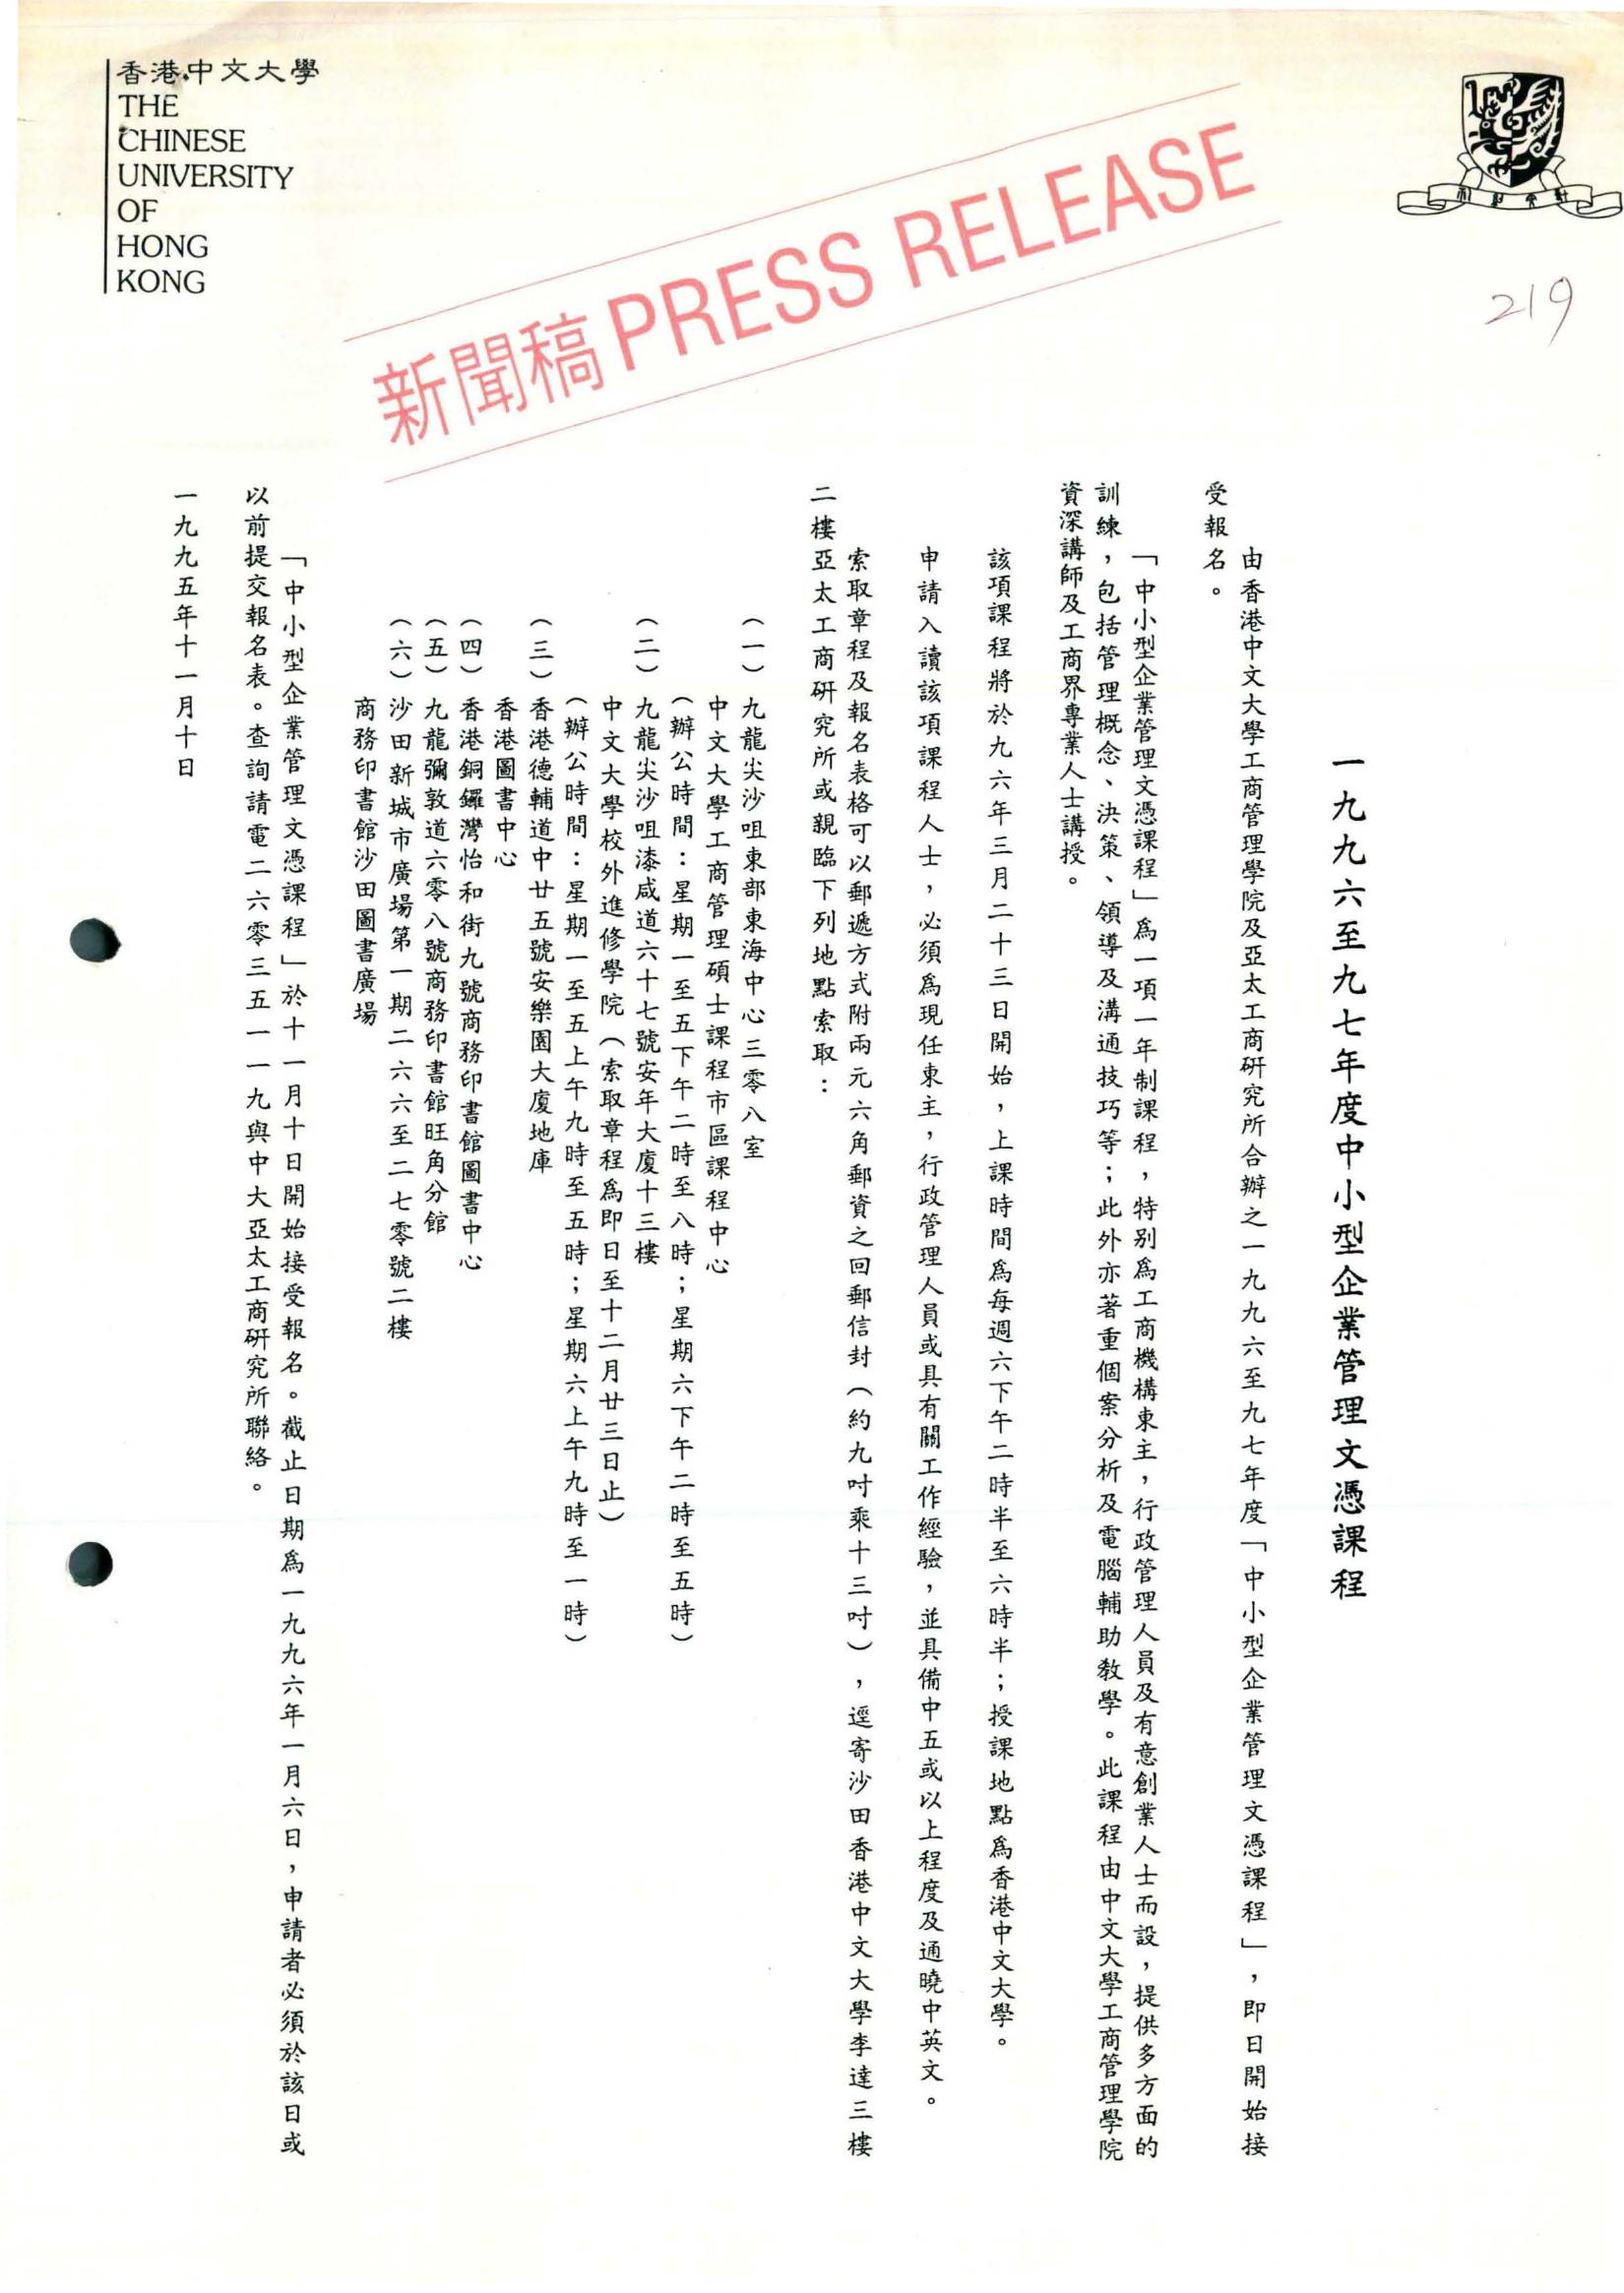 香港中文大學
THE
CHINESE
UNIVERSITY
OF
HONG
KONG
新聞稿 PRESS RELEASE
219
一九九六至九七年度中小型企業管理文憑課程
由香港中文大學工商管理學院及亞太工商研究所合辦之一九九六至九七年度「中小型企業管理文憑課程」，即日開始接
受報名。
「中小型企業管理文憑課程」為一項一年制課程，特別為工商機構東主，行政管理人員及有意創業人士而設，提供多方面的
訓練，包括管理概念、決策、領導及溝通技巧等；此外亦著重個案分析及電腦輔助教學。此課程由中文大學工商管理學院
資深講師及工商界專業人士講授。
該項課程將於九六年三月二十三日開始，上課時間為每週六下午二時半至六時半；授課地點為香港中文大學。
申請入讀該項課程人士，必須為現任東主，行政管理人員或具有關工作經驗，並具備中五或以上程度及通曉中英文。
索取章程及報名表格可以郵遞方式附兩元六角郵資之回郵信封（約九吋乘十三吋），逕寄沙田香港中文大學李達三樓
二樓亞太工商研究所或親臨下列地點索取：
（一）九龍尖沙咀東部東海中心三零八室
中文大學工商管理碩士課程市區課程中心
（辦公時間：星期一至五下午二時至八時；星期六下午二時至五時）
（二）九龍尖沙咀漆咸道六十七號安年大廈十三樓
中文大學校外進修學院（索取章程為即日至十二月廿三日止）
（辦公時間：星期一至五上午九時至五時；星期六上午九時至一時）
（三）香港德輔道中廿五號安樂園大廈地庫
香港圖書中心
（四）香港銅鑼灣怡和街九號商務印書館圖書中心
（五）九龍彌敦道六零八號商務印書館旺角分館
（六）沙田新城市廣場第一期二六六至二七零號二樓
商務印書館沙田圖書廣場
「中小型企業管理文憑課程」於十一月十日開始接受報名。截止日期為一九九六年一月六日，申請者必須於該日或
以前提交報名表。查詢請電二六零三五一一九與中大亞太工商研究所聯絡。
一九九五年十一月十日